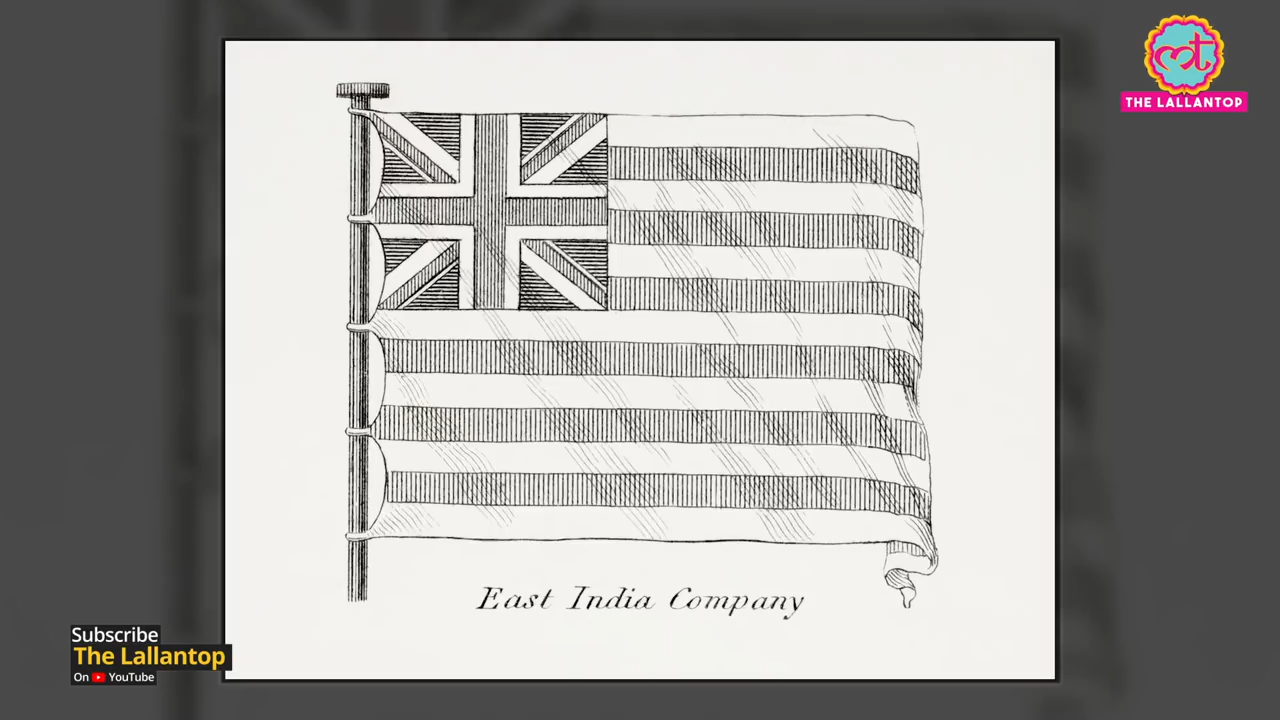 THE LALLANTOP
East India Company
Subscribe
The Lallantop
On YouTube